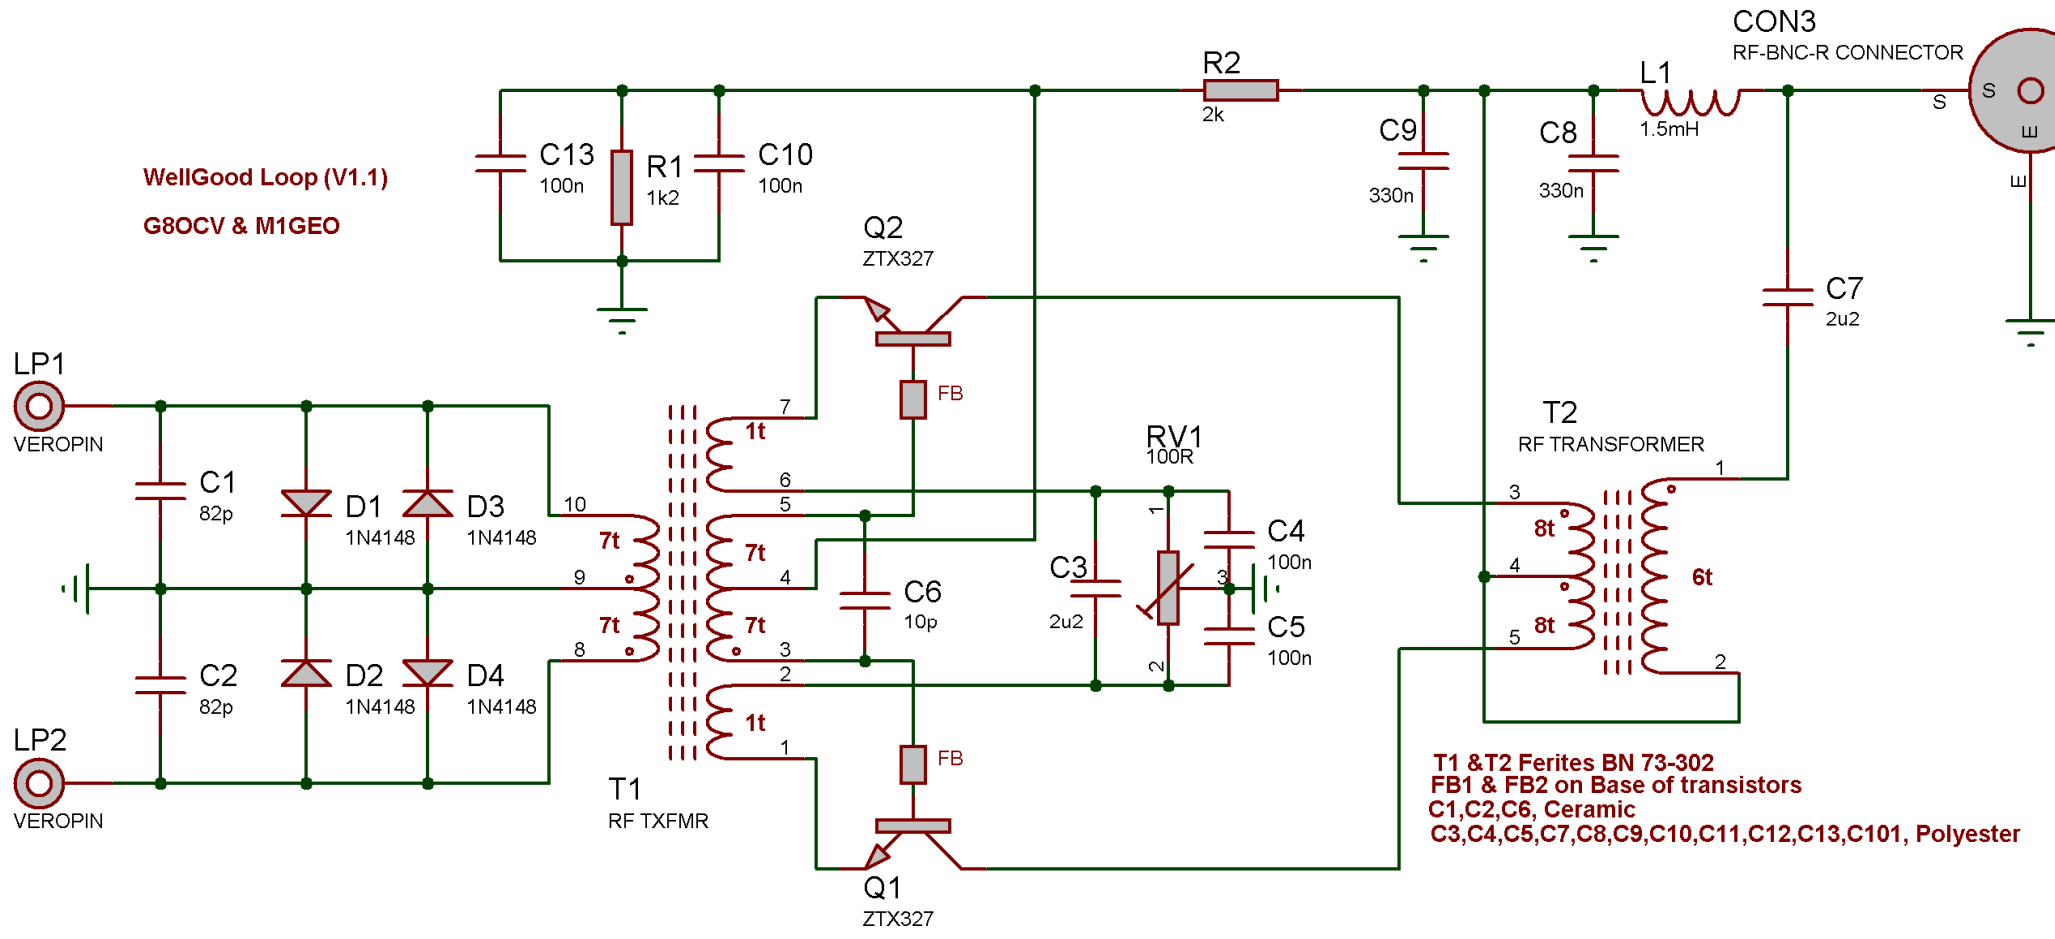 CON3
RF-BNC-R CONNECTOR
R2
2k
L1
1.5mH
S
S
E
E
C9
330n
C8
330n
C13
100n
R1
1k2
C10
100n
WellGood Loop (V1.1)
G8OCV & M1GEO
Q2
ZTX327
C7
2u2
LP1
VEROPIN
FB
7
1t
6
5
RV1
100R
T2
RF TRANSFORMER
1
3
8t
C1
82p
D1
1N4148
D3
1N4148
10
7t
9
7t
8
7t
4
7t
3
2
1t
1
C6
10p
C3
2u2
1
3
2
C4
100n
C5
100n
4
8t
5
6t
2
C2
82p
D2
1N4148
D4
1N4148
LP2
VEROPIN
T1
RF TXFMR
FB
Q1
ZTX327
T1 &T2 Ferites BN 73-302
FB1 & FB2 on Base of transistors
C1,C2,C6, Ceramic
C3,C4,C5,C7,C8,C9,C10,C11,C12,C13,C101, Polyester